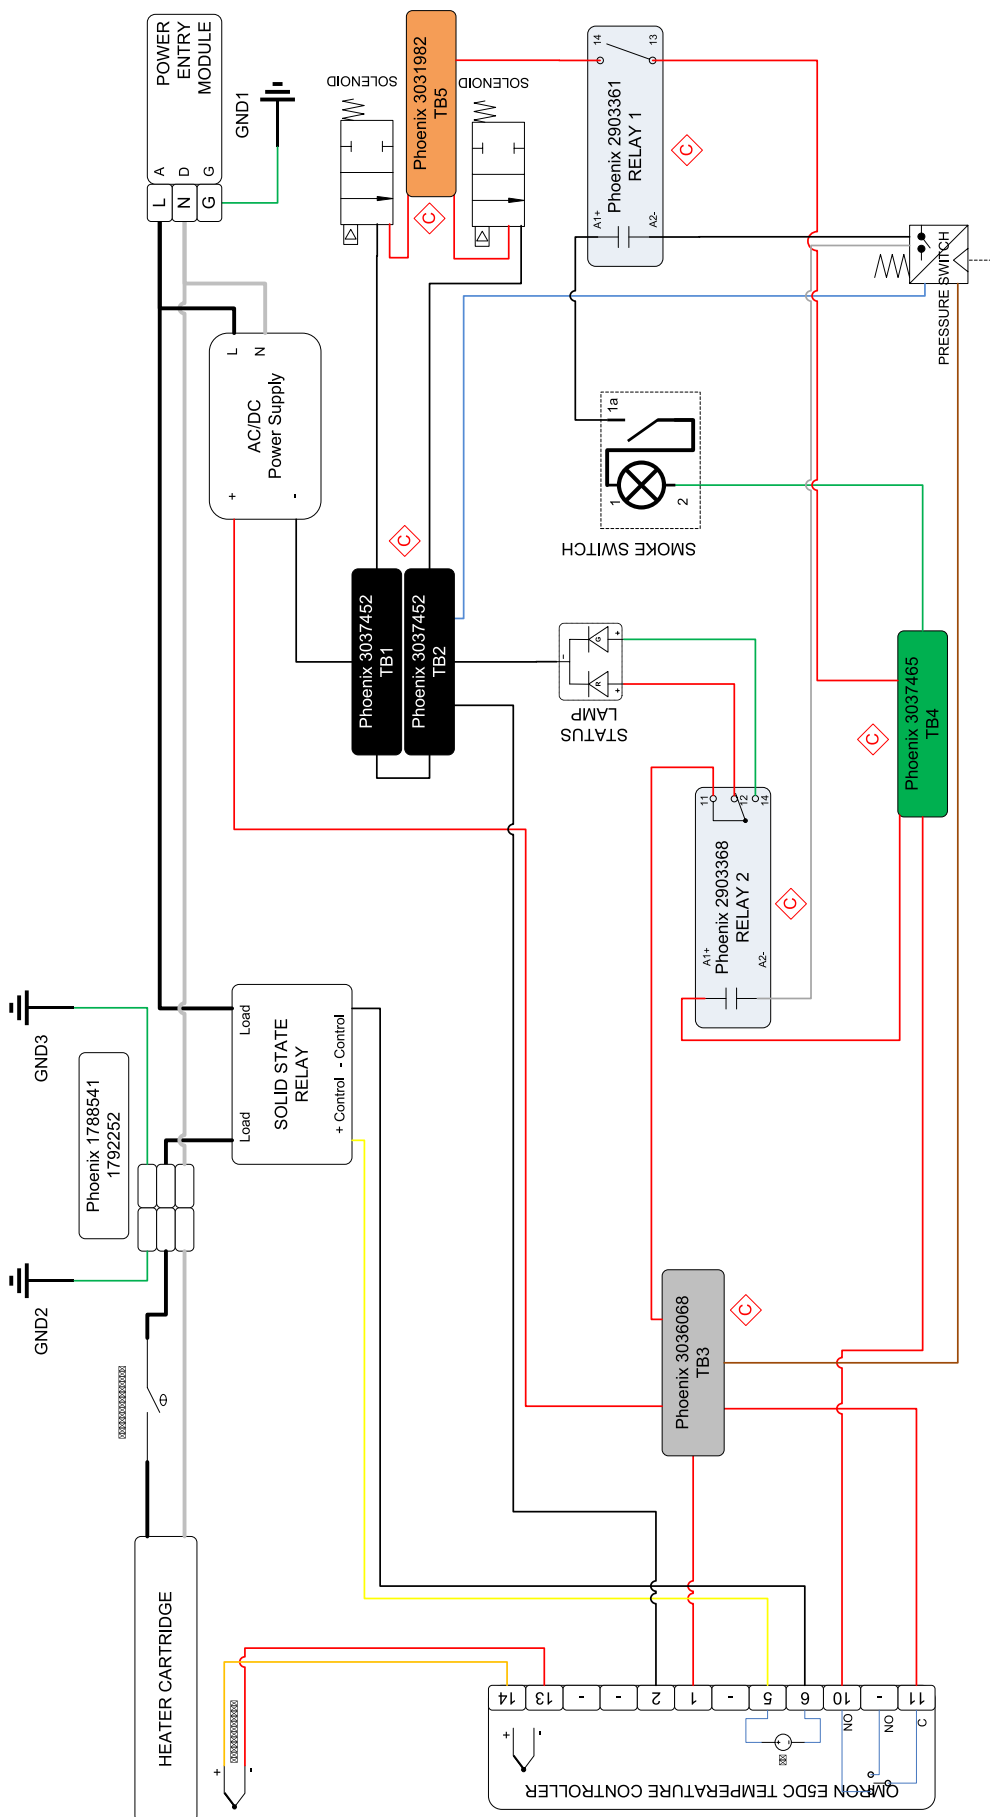 POWER
ENTRY
MODULE
A
D
G
L
N
G
GND1
SOLENOID
Phoenix 3031982
TB5
SOLENOID
C
14
13
Phoenix 2903361
RELAY 1
A1+
A2-
C
PRESSURE SWITCH
L
N
AC/DC
Power Supply
+
-
C
Phoenix 3037452
TB1
Phoenix 3037452
TB2
1a
1
2
SMOKE SWITCH
STATUS
LAMP
-
R
G
+
+
Phoenix 3037465
TB4
C
11
12
14
Phoenix 2903368
RELAY 2
A1+
A2-
C
GND3
Phoenix 1788541
1792252
GND2
Load
Load
SOLID STATE
RELAY
+ Control
- Control
Phoenix 3036068
TB3
C
HEATER CARTRIDGE
+
-
14
13
-
-
2
1
-
5
6
10
-
11
+
-
+
-
NO
NO
C
OMRON E5DC TEMPERATURE CONTROLLER